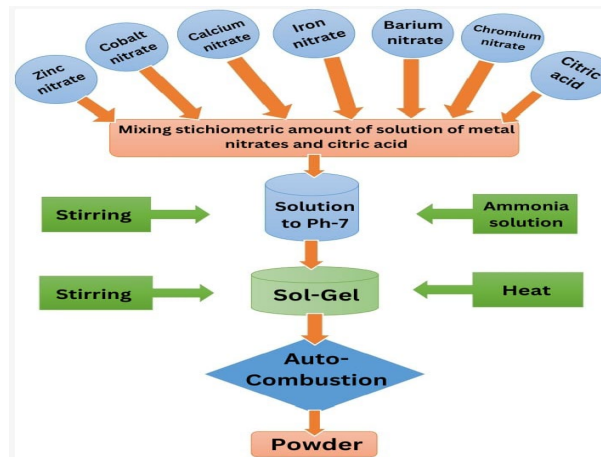 Zinc
nitrate
Cobalt
nitrate
Calcium
nitrate
Iron
nitrate
Barium
nitrate
Chromium
nitrate
Citric
acid
Mixing stichiometric amount of solution of metal
nitrates and citric acid
Stirring
Solution
to Ph-7
Ammonia
solution
Stirring
Sol-Gel
Heat
Auto-
Combustion
Powder